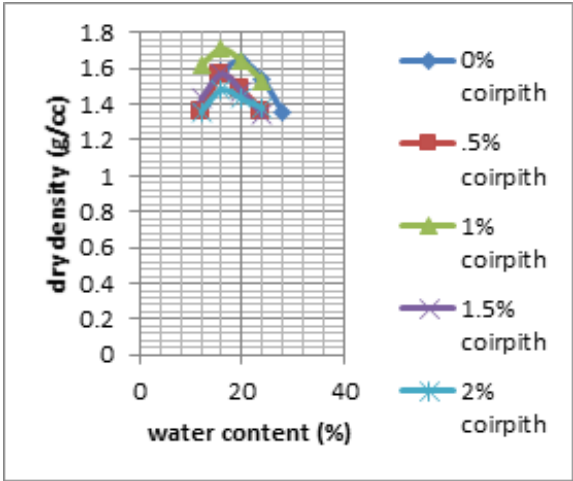 1.8
1.6
1.4
1.2
1
0.8
0.6
0.4
0.2
0
0 20 40
dry density (g/cc)
water content (%)
0%
coirpith
.5%
coirpith
1%
coirpith
1.5%
coirpith
2%
coirpith